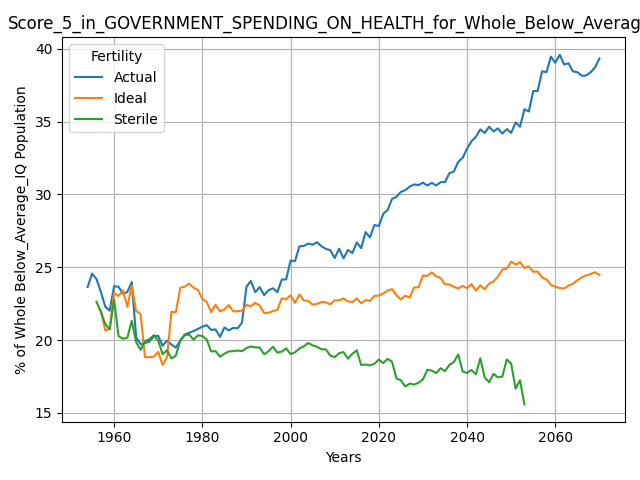 Score_5_in_GOVERNMENT_SPENDING_ON_HEALTH_for_Whole_Below_Averag
Fertility
Actual
Ideal
Sterile
% of Whole Below_Average_IQ Population
40
35
30
25
20
15
1960 1980 2000 2020 2040 2060
Years